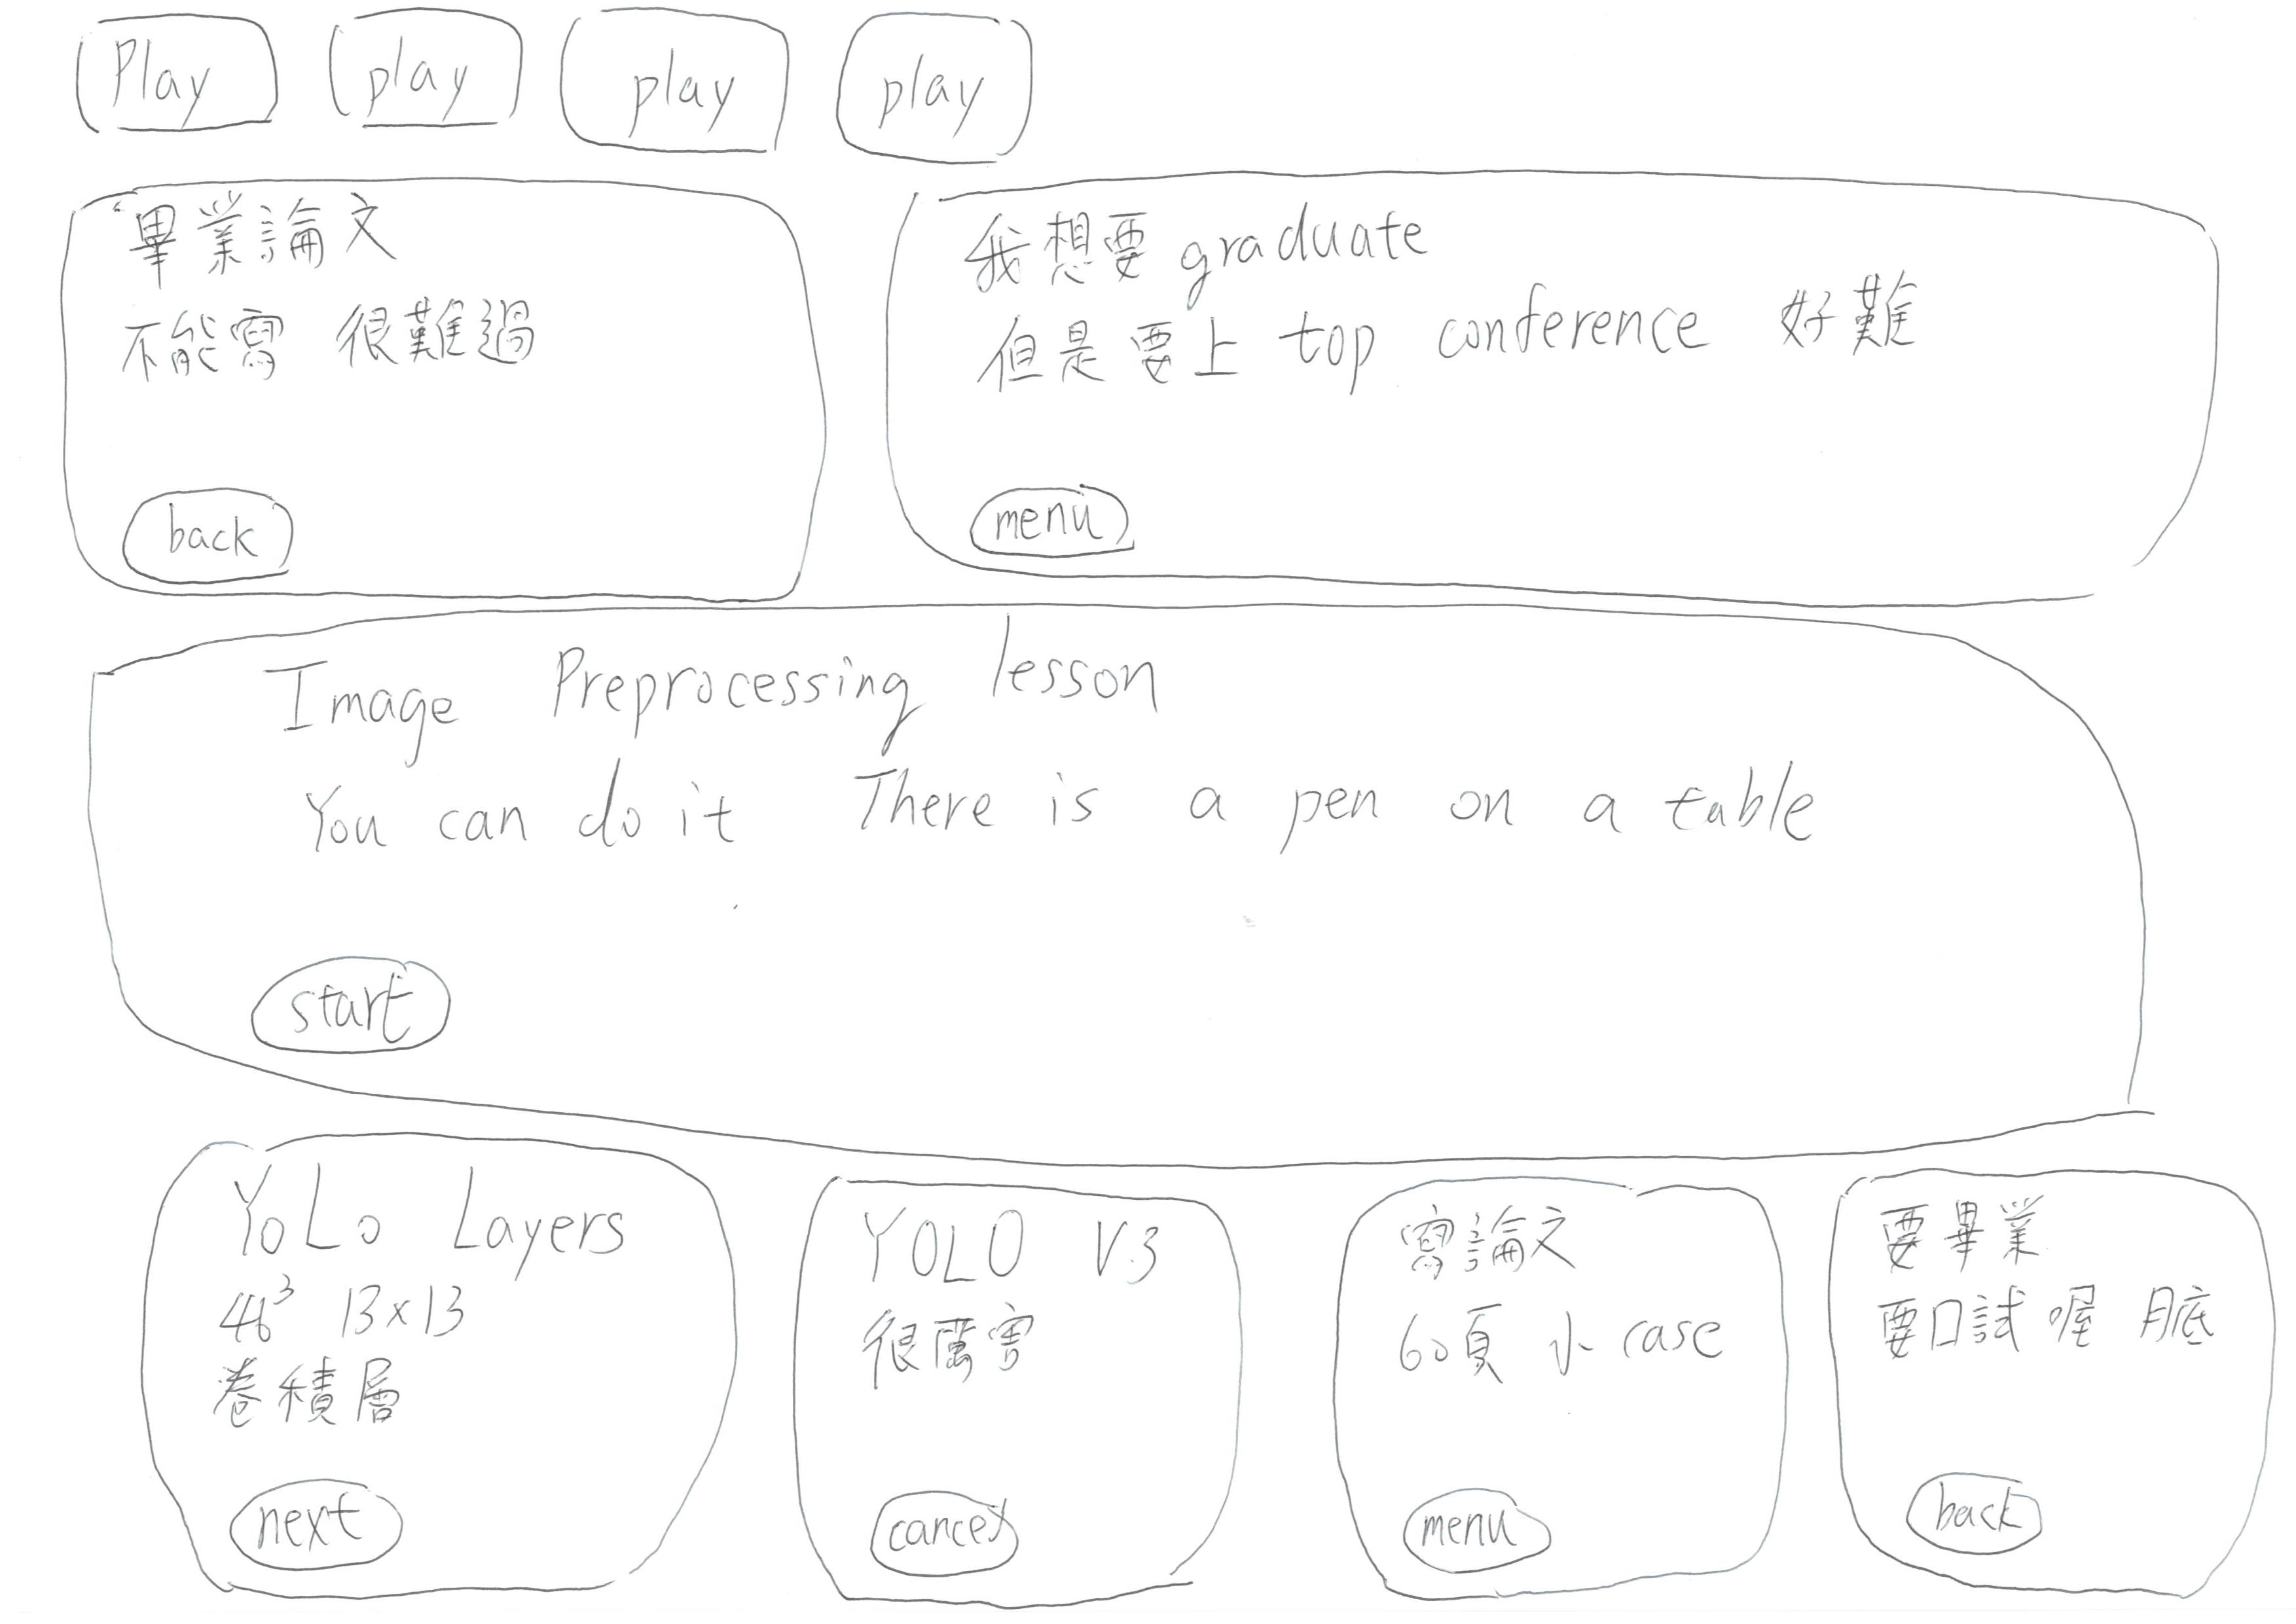 Play play play play
畢業論文
不能寫 很難過
back
我想要 graduate
但是要上 top conference 好難
menu
Image Preprocessing lesson
You can do it There is a pen on a table
start
YoLo Layers
13x13
卷積層
next
YOLO V3
很厲害
cancel
寫論文
60頁 小 case
menu
要畢業
要口試喔 月底
back